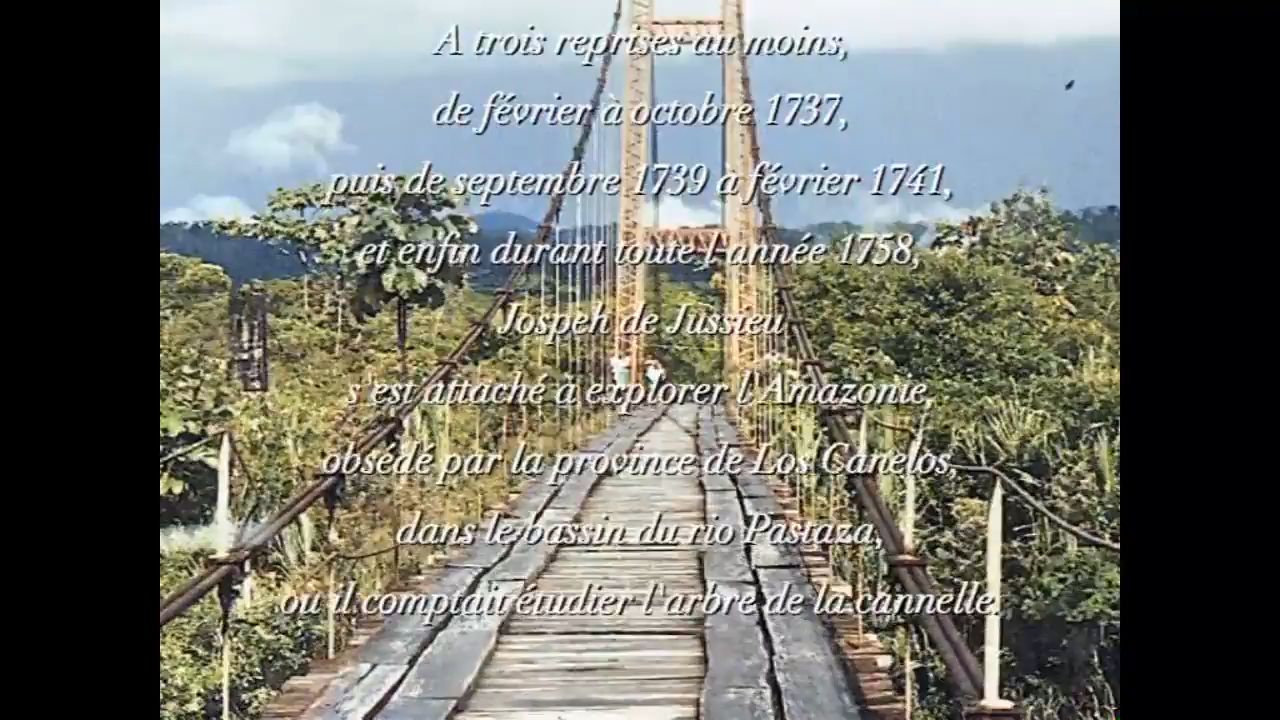 A trois reprises au moins,
de février à octobre 1737,
puis de septembre 1739 à février 1741,
et enfin durant toute l'année 1758,
Jospeh de Jussieu
s'est attaché à explorer l'Amazonie,
obsédé par la province de Los Canelos,
dans le bassin du rio Pastaza,
ou il comptait étudier l'arbre de la cannelle.